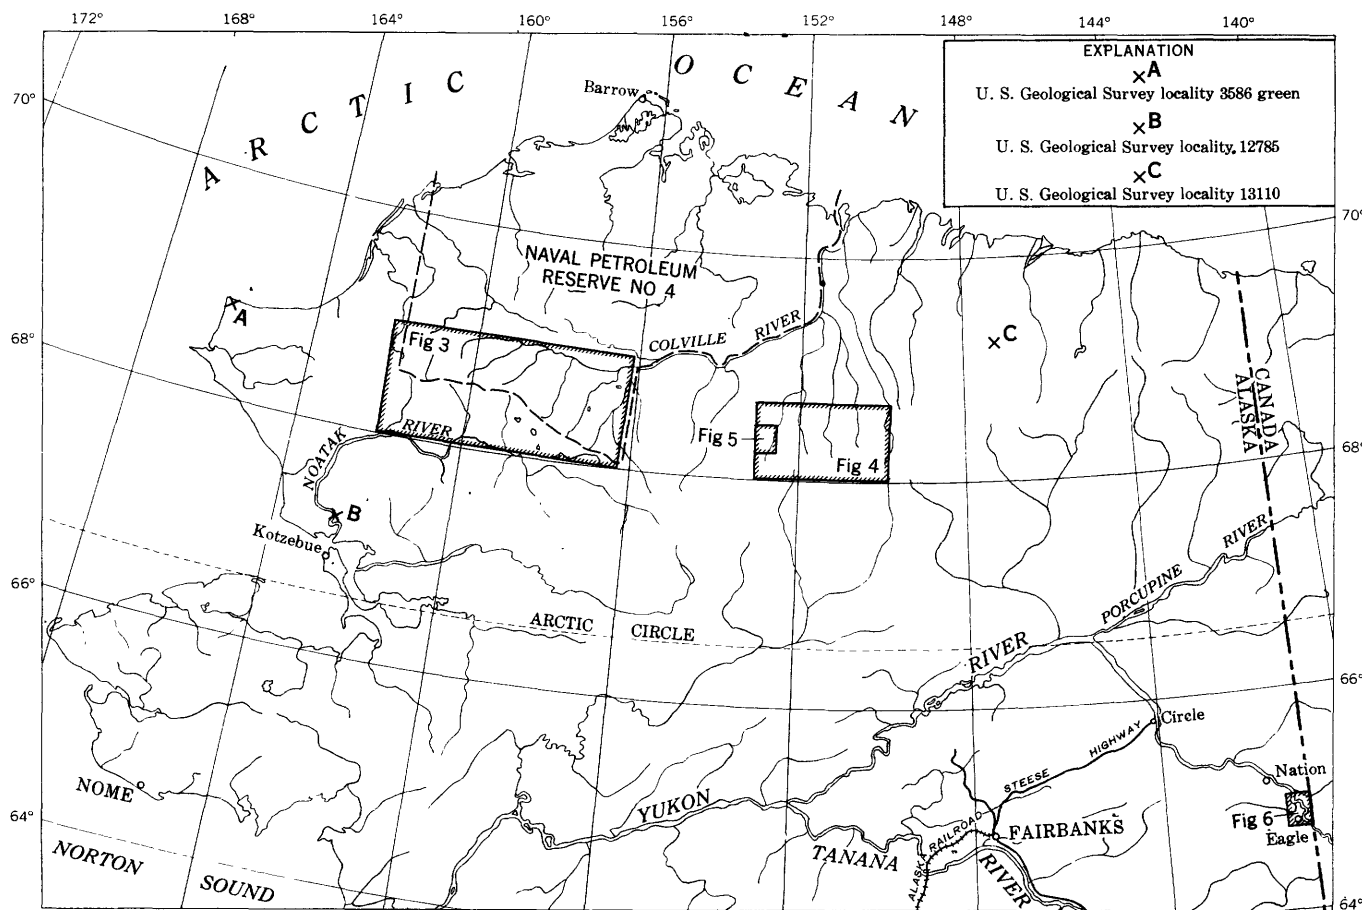 172° 168° 164° 160° 156° 152° 148° 144° 140°
EXPLANATION
×A
U. S. Geological Survey locality 3586 green
×B
U. S. Geological Survey locality. 12785
×C
U. S. Geological Survey locality 13110
ARCTIC OCEAN
Barrow
70°
70°
NAVAL PETROLEUM
RESERVE NO 4
A
68°
COLVILLE RIVER
C
Fig 3
CANADA
ALASKA
Fig 5
Fig 4
68°
NOATAK RIVER
B
Kotzebue
PORCUPINE RIVER
66°
ARCTIC CIRCLE
66°
YUKON RIVER
Circle
STEESE HIGHWAY
Nation
NOME
64°
Fig 6
Eagle
FAIRBANKS
ALASKA RAILROAD
TANANA RIVER
NORTON SOUND
64°